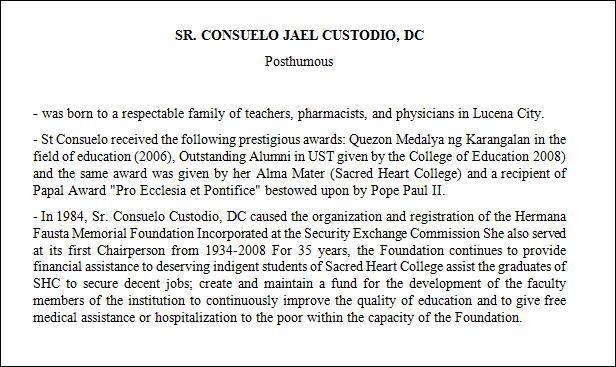 SR. CONSUELO JAEL CUSTODIO, DC
Posthumous
- was born to a respectable family of teachers, pharmacists, and physicians in Lucena City.
- St Consuelo received the following prestigious awards: Quezon Medalya ng Karangalan in the
field of education (2006), Outstanding Alumni in UST given by the College of Education 2008)
and the same award was given by her Alma Mater (Sacred Heart College) and a recipient of
Papal Award "Pro Ecclesia et Pontifice" bestowed upon by Pope Paul II.
- In 1984, Sr. Consuelo Custodio, DC caused the organization and registration of the Hermana
Fausta Memorial Foundation Incorporated at the Security Exchange Commission She also served
at its first Chairperson from 1934-2008 For 35 years, the Foundation continues to provide
financial assistance to deserving indigent students of Sacred Heart College assist the graduates of
SHC to secure decent jobs; create and maintain a fund for the development of the faculty
members of the institution to continuously improve the quality of education and to give free
medical assistance or hospitalization to the poor within the capacity of the Foundation.